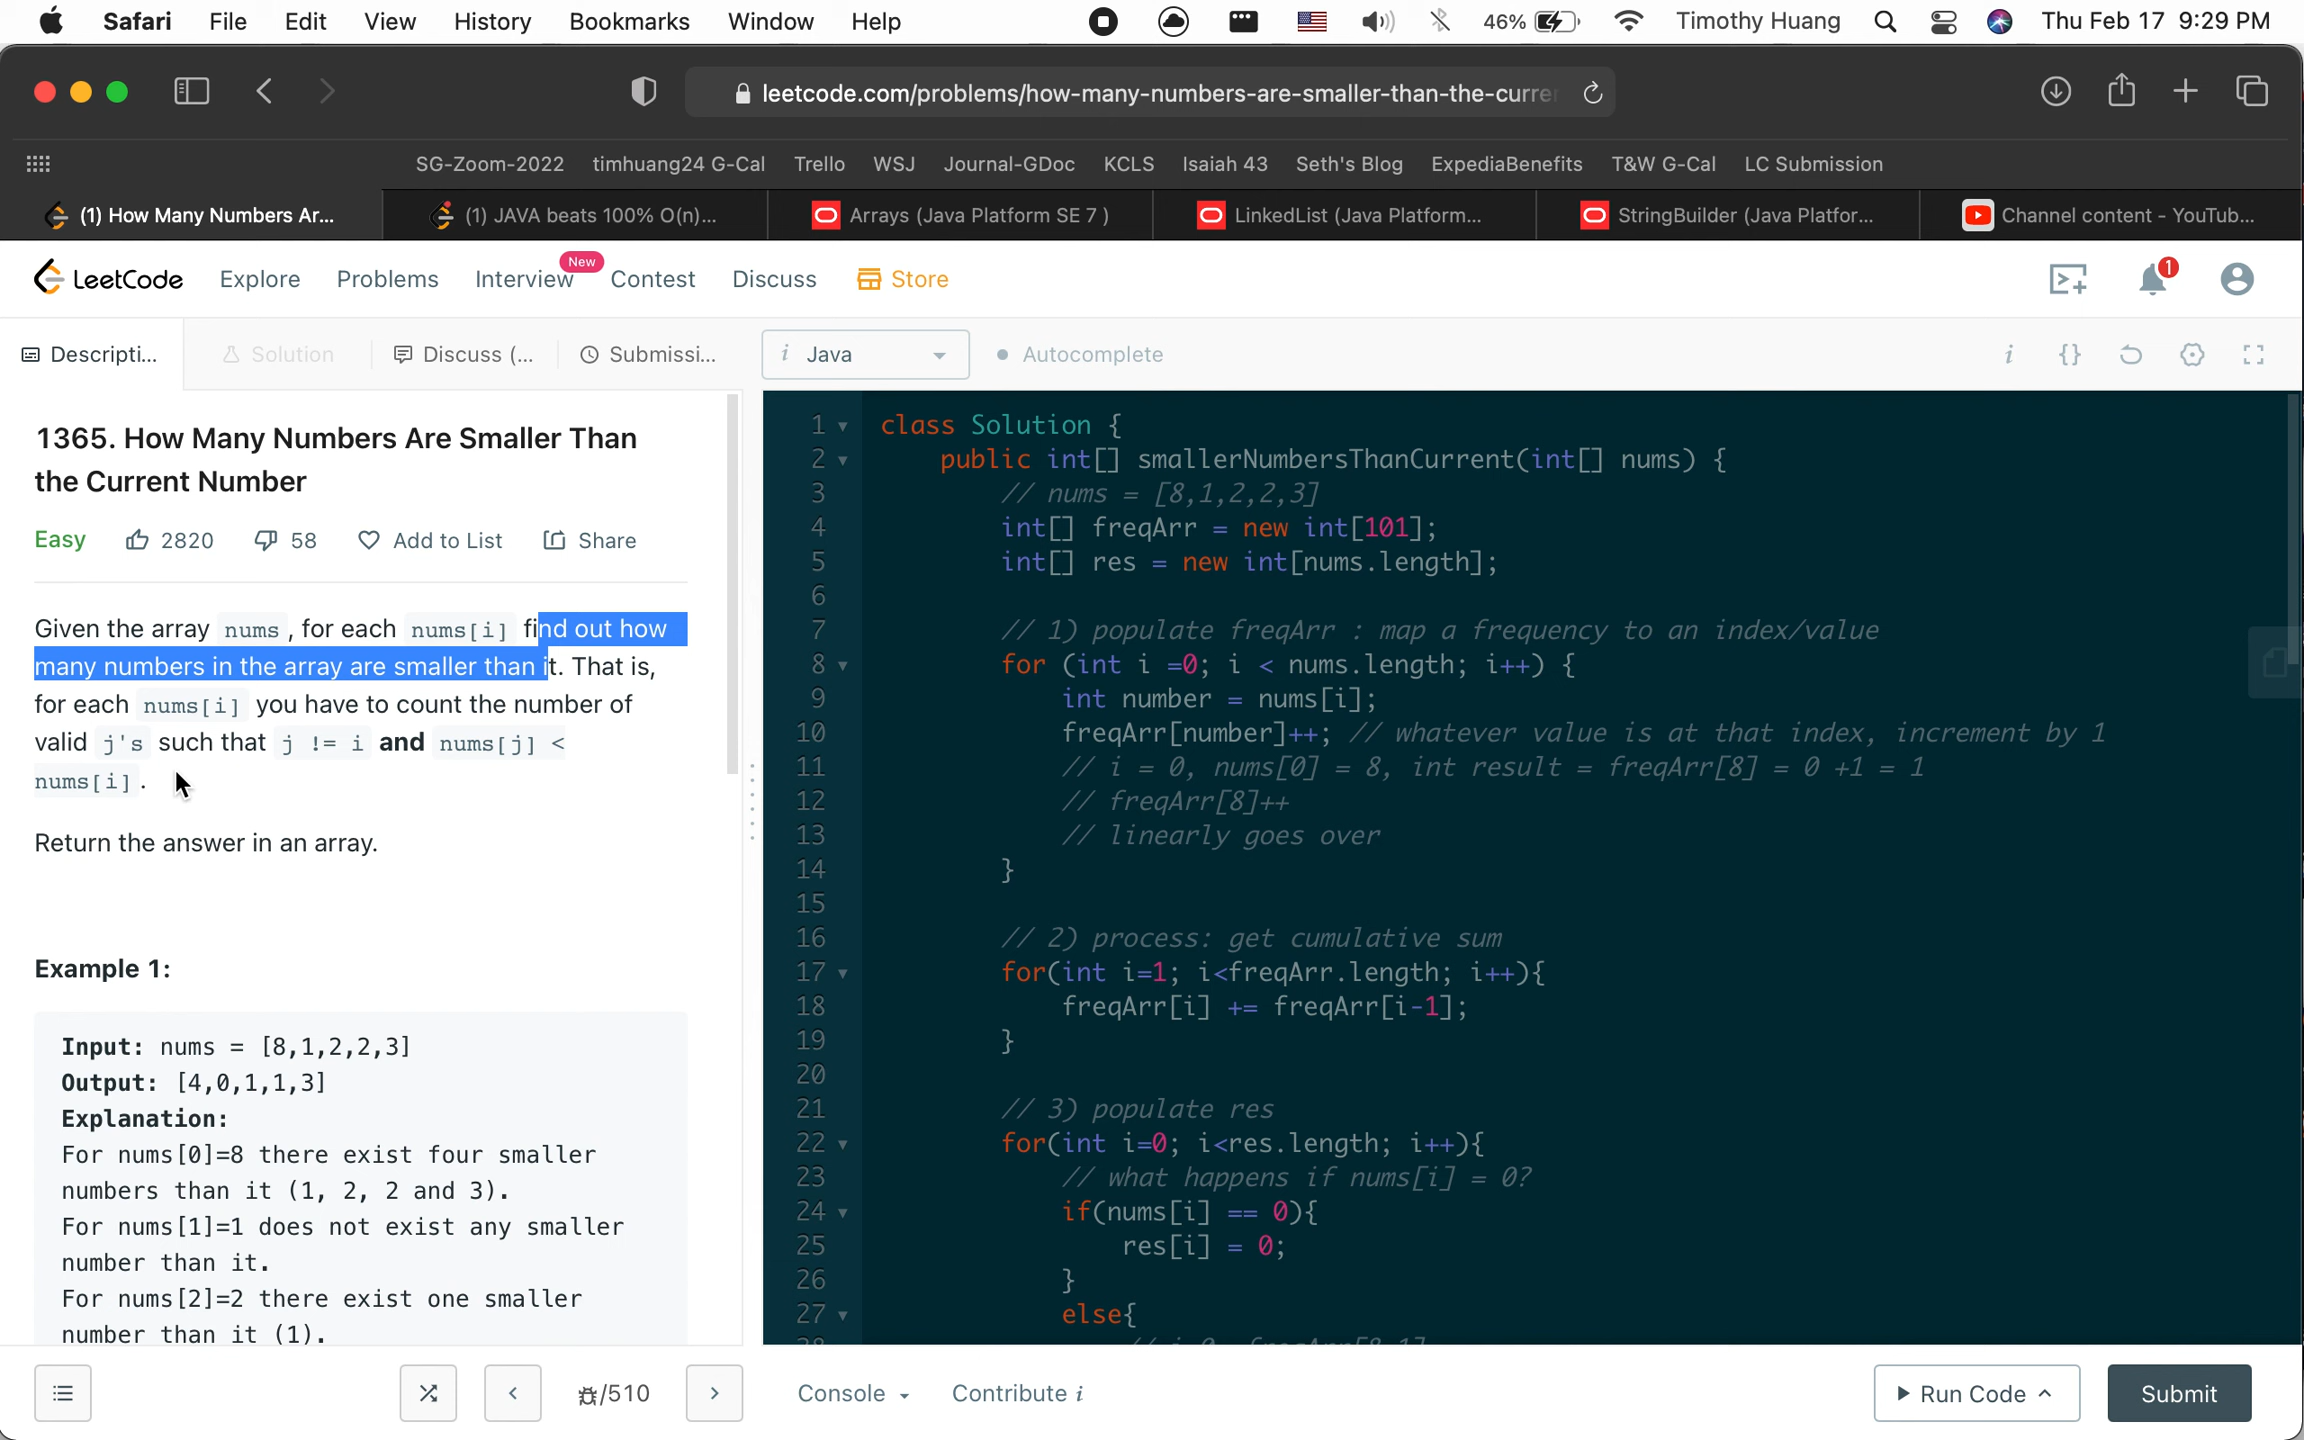 Safari File Edit View History Bookmarks Window Help 46% Timothy Huang Thu Feb 17 9:29 PM
leetcode.com/problems/how-many-numbers-are-smaller-than-the-curre
SG-Zoom-2022 timhuang24 G-Cal Trello WSJ Journal-GDoc KCLS Isaiah 43 Seth's Blog ExpediaBenefits T&W G-Cal LC Submission
(1) How Many Numbers Ar... (1) JAVA beats 100% O(n)... Arrays (Java Platform SE 7 ) LinkedList (Java Platform... StringBuilder (Java Platfor... Channel content - YouTub...
LeetCode Explore Problems Interview New Contest Discuss Store 1
Descripti... Solution Discuss (... Submissi... i Java Autocomplete i {}
1365. How Many Numbers Are Smaller Than
the Current Number
Easy 2820 58 Add to List Share
Given the array nums , for each nums[i] find out how
many numbers in the array are smaller than it. That is,
for each nums[i] you have to count the number of
valid j's such that j != i and nums[j] <
nums[i] .
Return the answer in an array.
Example 1:
Input: nums = [8,1,2,2,3]
Output: [4,0,1,1,3]
Explanation:
For nums[0]=8 there exist four smaller
numbers than it (1, 2, 2 and 3).
For nums[1]=1 does not exist any smaller
number than it.
For nums[2]=2 there exist one smaller
number than it (1).
1 class Solution {
2 public int[] smallerNumbersThanCurrent(int[] nums) {
3 // nums = [8,1,2,2,3]
4 int[] freqArr = new int[101];
5 int[] res = new int[nums.length];
6
7 // 1) populate freqArr : map a frequency to an index/value
8 for (int i =0; i < nums.length; i++) {
9 int number = nums[i];
10 freqArr[number]++; // whatever value is at that index, increment by 1
11 // i = 0, nums[0] = 8, int result = freqArr[8] = 0 +1 = 1
12 // freqArr[8]++
13 // linearly goes over
14 }
15
16 // 2) process: get cumulative sum
17 for(int i=1; i<freqArr.length; i++){
18 freqArr[i] += freqArr[i-1];
19 }
20
21 // 3) populate res
22 for(int i=0; i<res.length; i++){
23 // what happens if nums[i] = 0?
24 if(nums[i] == 0){
25 res[i] = 0;
26 }
27 else{
/510 Console Contribute i Run Code Submit